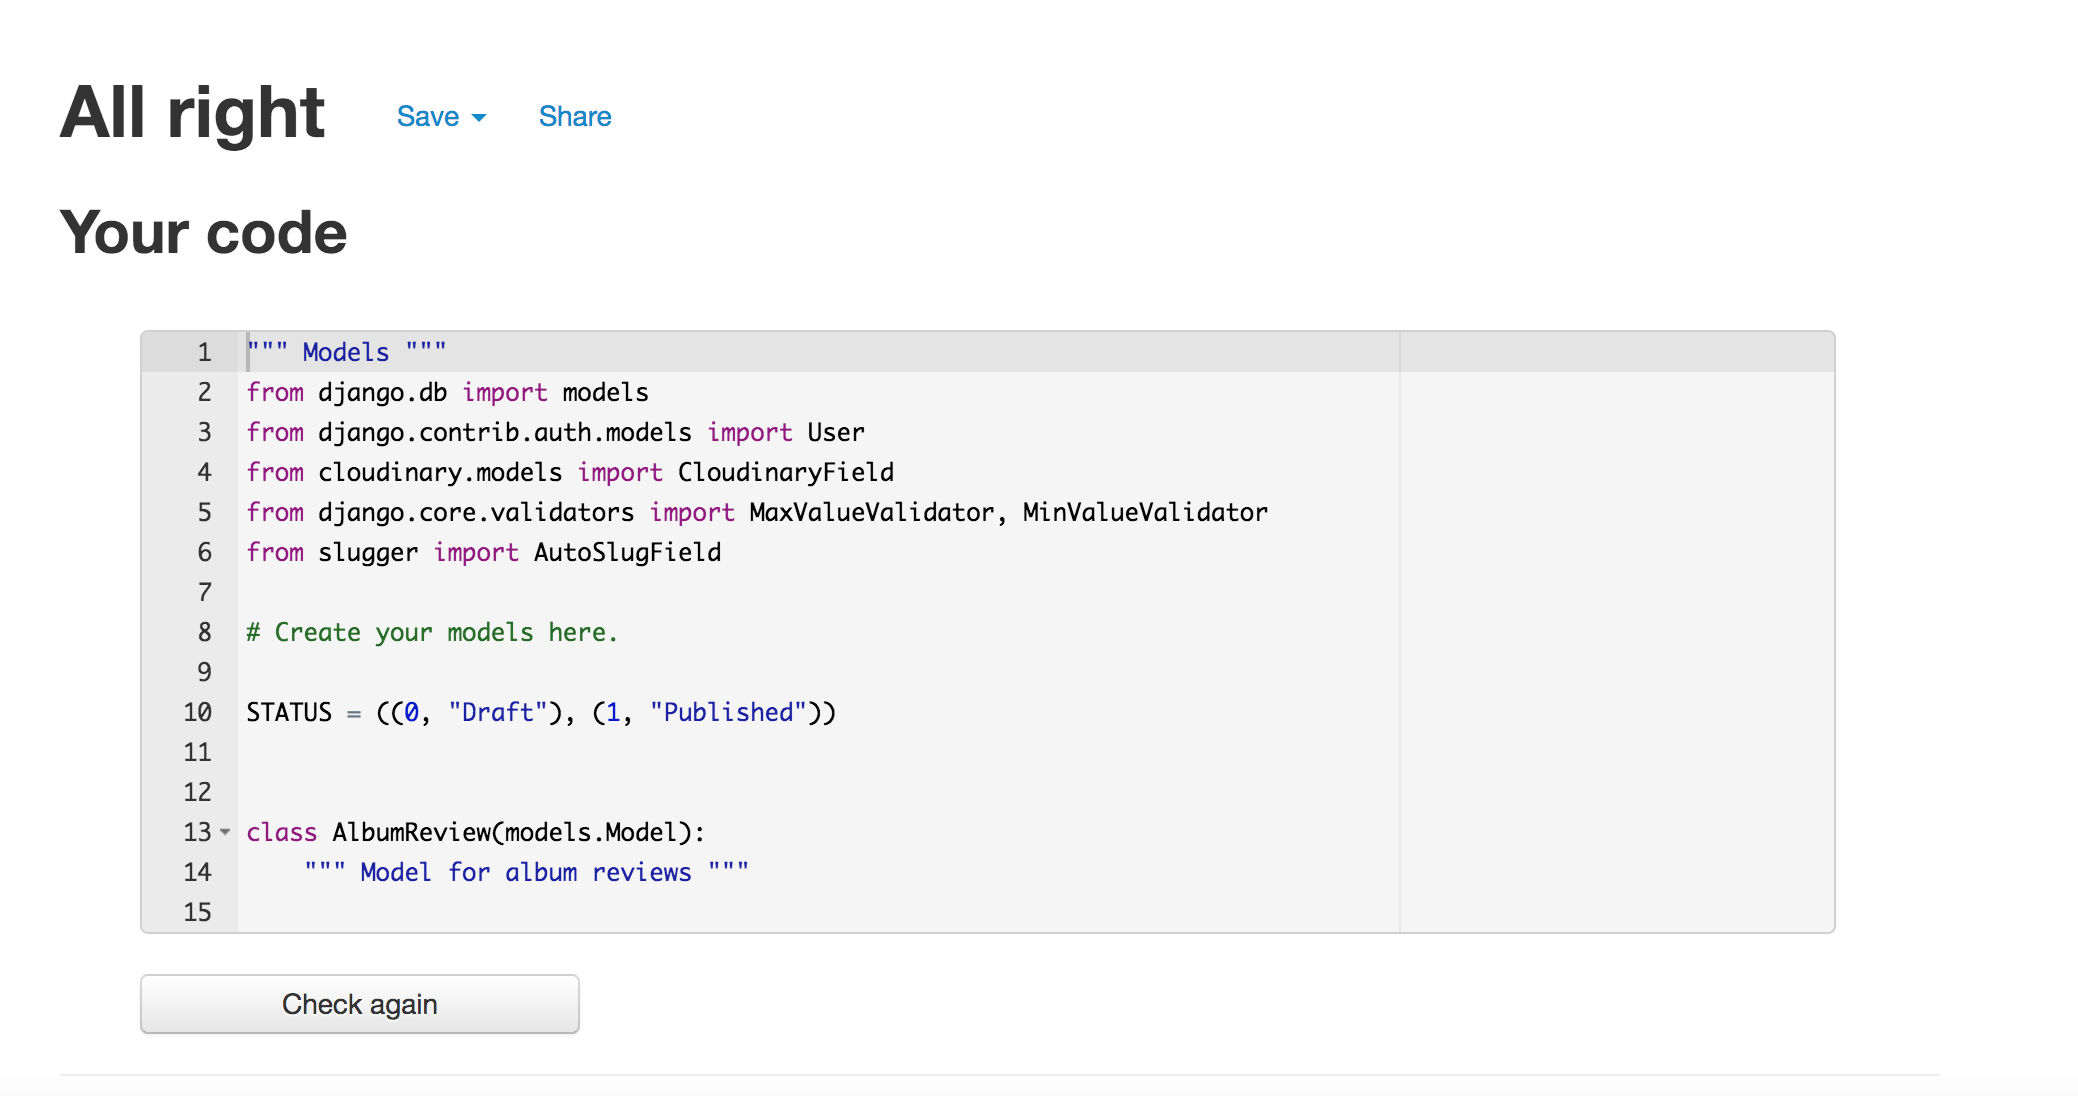 All right Save Share
Your code
1 """ Models """
2 from django.db import models
3 from django.contrib.auth.models import User
4 from cloudinary.models import CloudinaryField
5 from django.core.validators import MaxValueValidator, MinValueValidator
6 from slugger import AutoSlugField
7
8 # Create your models here.
9
10 STATUS = ((0, "Draft"), (1, "Published"))
11
12
13 class AlbumReview(models.Model):
14     """ Model for album reviews """
15
Check again